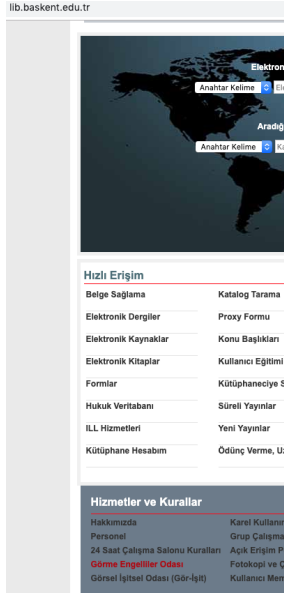 lib.baskent.edu.tr
Elektron
Anahtar Kelime
Aradığ
Anahtar Kelime
Hızlı Erişim
Belge Sağlama Katalog Tarama
Elektronik Dergiler Proxy Formu
Elektronik Kaynaklar Konu Başlıkları
Elektronik Kitaplar Kullanıcı Eğitimi
Formlar Kütüphaneciye S
Hukuk Veritabanı Süreli Yayınlar
ILL Hizmetleri Yeni Yayınlar
Kütüphane Hesabım Ödünç Verme, U
Hizmetler ve Kurallar
Hakkımızda Karel Kullanı
Personel Grup Çalışma
24 Saat Çalışma Salonu Kuralları Açık Erişim P
Görme Engelliler Odası Fotokopi ve
Görsel İşitsel Odası (Gör-İşit) Kullanıcı Mem